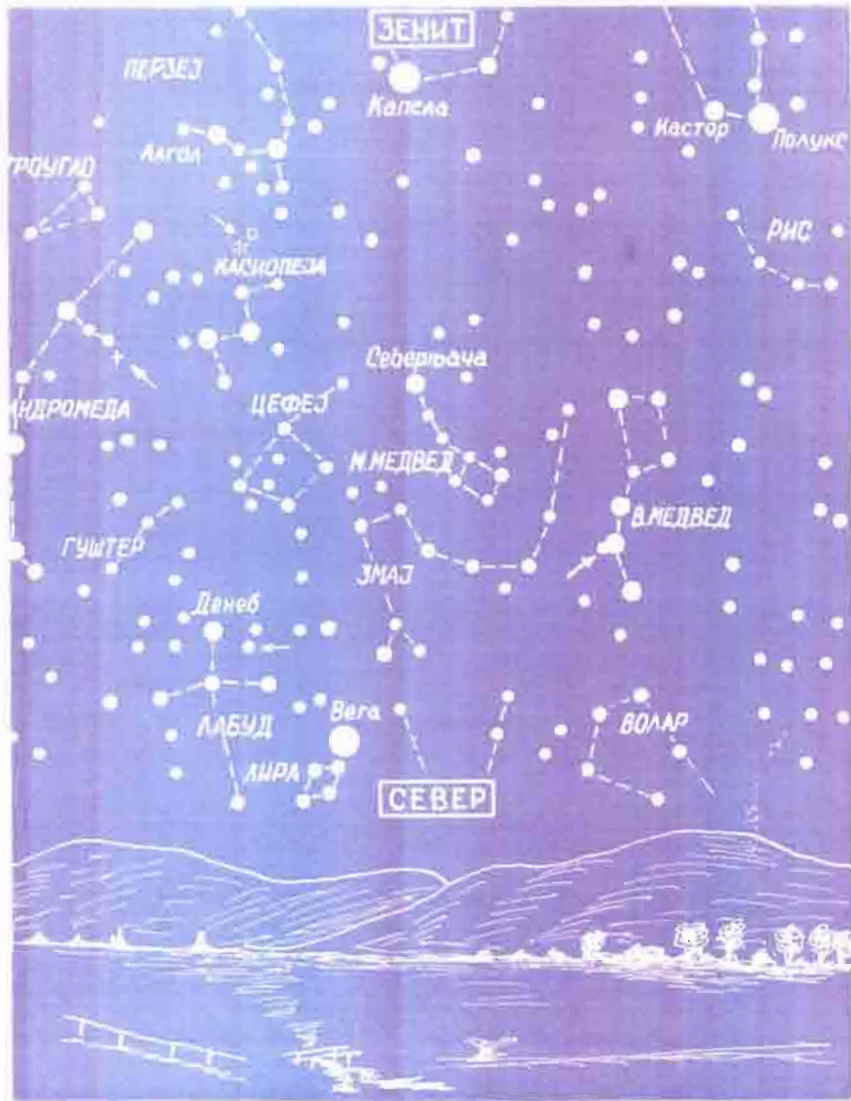 ЗЕНИТ
ПЕРЗЕЈ
Капела
Кастор
Полукс
Алгол
ТРОУГАО
РИС
КАСИОПЕЈА
Северњача
АНДРОМЕДА
ЦЕФЕЈ
М.МЕДВЕД
В.МЕДВЕД
ГУШТЕР
ЗМАЈ
Денеб
Вега
ЛАБУД
ВОЛАР
ЛИРА
СЕВЕР